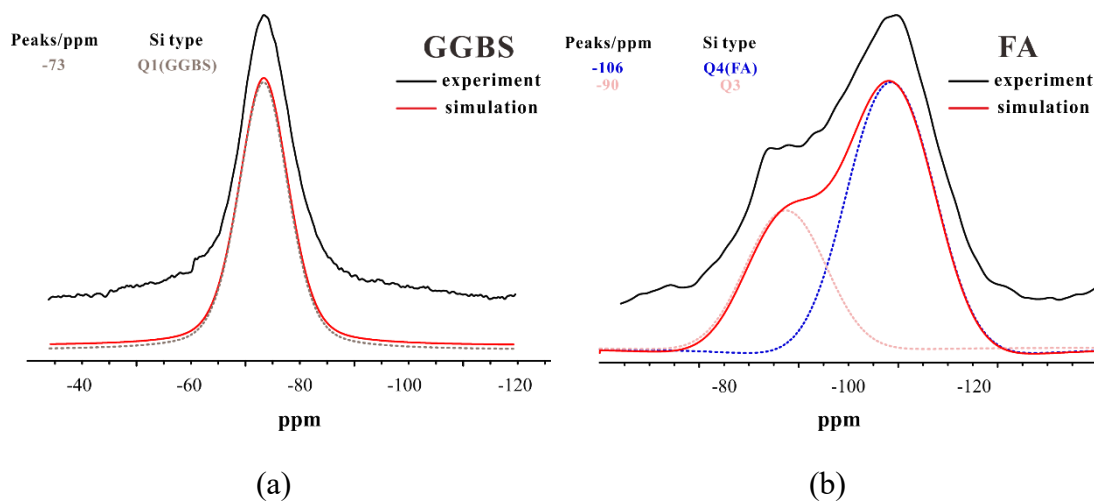 Peaks/ppm Si type GGBS
-73 Q1(GGBS)
experiment
simulation
-40 -60 -80 -100 -120
ppm
(a)
Peaks/ppm Si type FA
-106 Q4(FA)
-90 Q3
experiment
simulation
-80 -100 -120
ppm
(b)